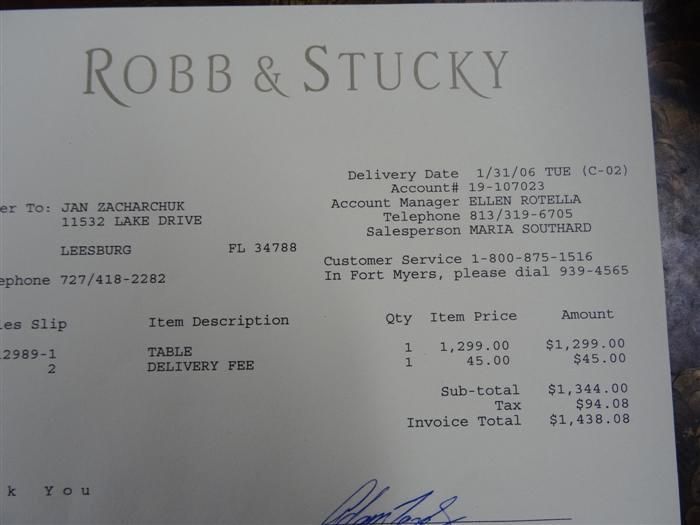 ROBB & STUCKY
Delivery Date 1/31/06 TUE (C-02)
Account# 19-107023
er To: JAN ZACHARCHUK Account Manager ELLEN ROTELLA
11532 LAKE DRIVE Telephone 813/319-6705
Salesperson MARIA SOUTHARD
LEESBURG FL 34788
Customer Service 1-800-875-1516
ephone 727/418-2282 In Fort Myers, please dial 939-4565
les Slip Item Description Qty Item Price Amount
2989-1 TABLE 1 1,299.00 $1,299.00
2 DELIVERY FEE 1 45.00 $45.00
Sub-total $1,344.00
Tax $94.08
Invoice Total $1,438.08
k You